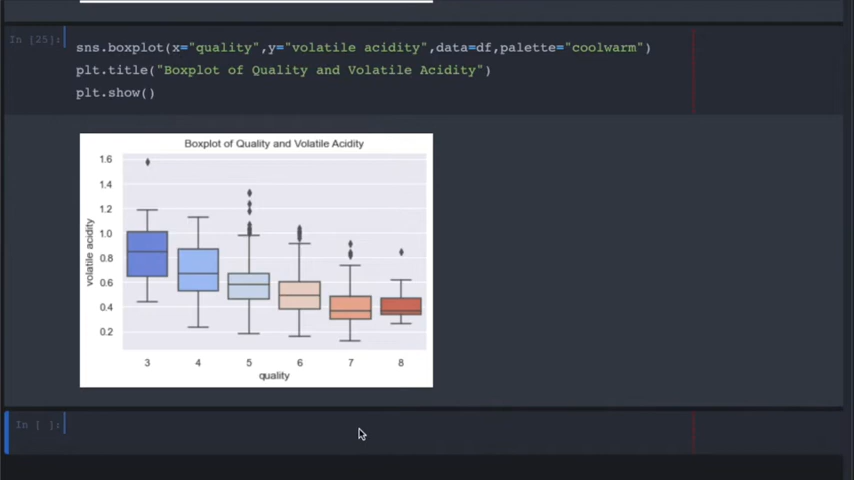 In [25]:
sns.boxplot(x="quality",y="volatile acidity",data=df,palette="coolwarm")
plt.title("Boxplot of Quality and Volatile Acidity")
plt.show()
Boxplot of Quality and Volatile Acidity
1.6
1.4
1.2
1.0
0.8
0.6
0.4
0.2
volatile acidity
3 4 5 6 7 8
quality
In [ ]: